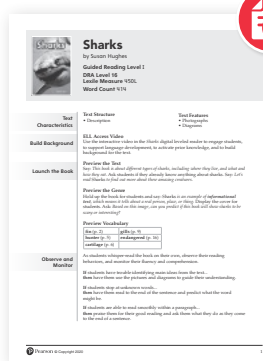 Sharks
Sharks
by Susan Hughes
Guided Reading Level I
DRA Level 16
Lexile Measure 450L
Word Count 414
Text
Characteristics
Text Structure
• Description
Text Features
• Photographs
• Diagrams
Build Background
ELL Access Video
Use the interactive video in the Sharks digital leveled reader to engage students,
to support language development, to activate prior knowledge, and to build
background for the text.
Launch the Book
Preview the Text
Say: This book is about different types of sharks, including where they live, and what and
how they eat. Ask students if they already know anything about sharks. Say: Let's
read Sharks to find out more about these amazing creatures.
Preview the Genre
Hold up the book for students and say: Sharks is an example of informational
text, which means it tells about a real person, place, or thing. Display the cover for
students. Ask: Based on this image, can you predict if this book will show sharks to be
scary or interesting?
Preview Vocabulary
fin (p. 2)
gills (p. 9)
hunter (p. 5)
endangered (p. 16)
cartilage (p. 6)
Observe and
Monitor
As students whisper-read the book on their own, observe their reading
behaviors, and monitor their fluency and comprehension.
If students have trouble identifying main ideas from the text...
then have them use the pictures and diagrams to guide their understanding.
If students stop at unknown words...
then have them read to the end of the sentence and predict what the word
might be.
If students are able to read smoothly within a paragraph...
then praise them for their good reading and ask them what they do as they come
to the end of a sentence.
Pearson © Copyright 2020